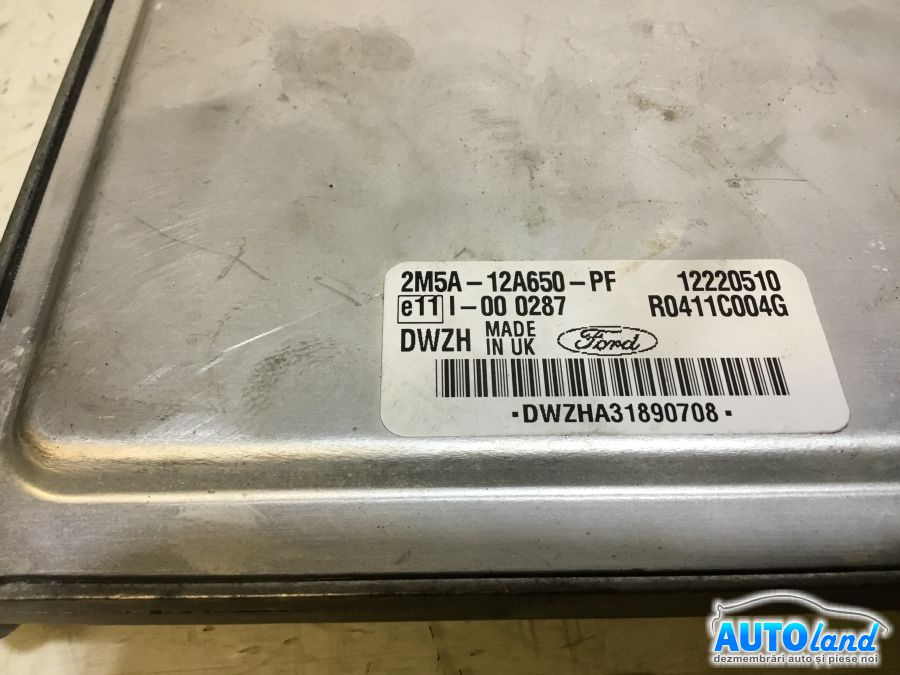 2M5A-12A650-PF 12220510
e11 I-00 0287 R0411C004G
DWZH MADE IN UK Ford
·DWZHA31890708·
AUTOland
dezmembrări auto și piese noi